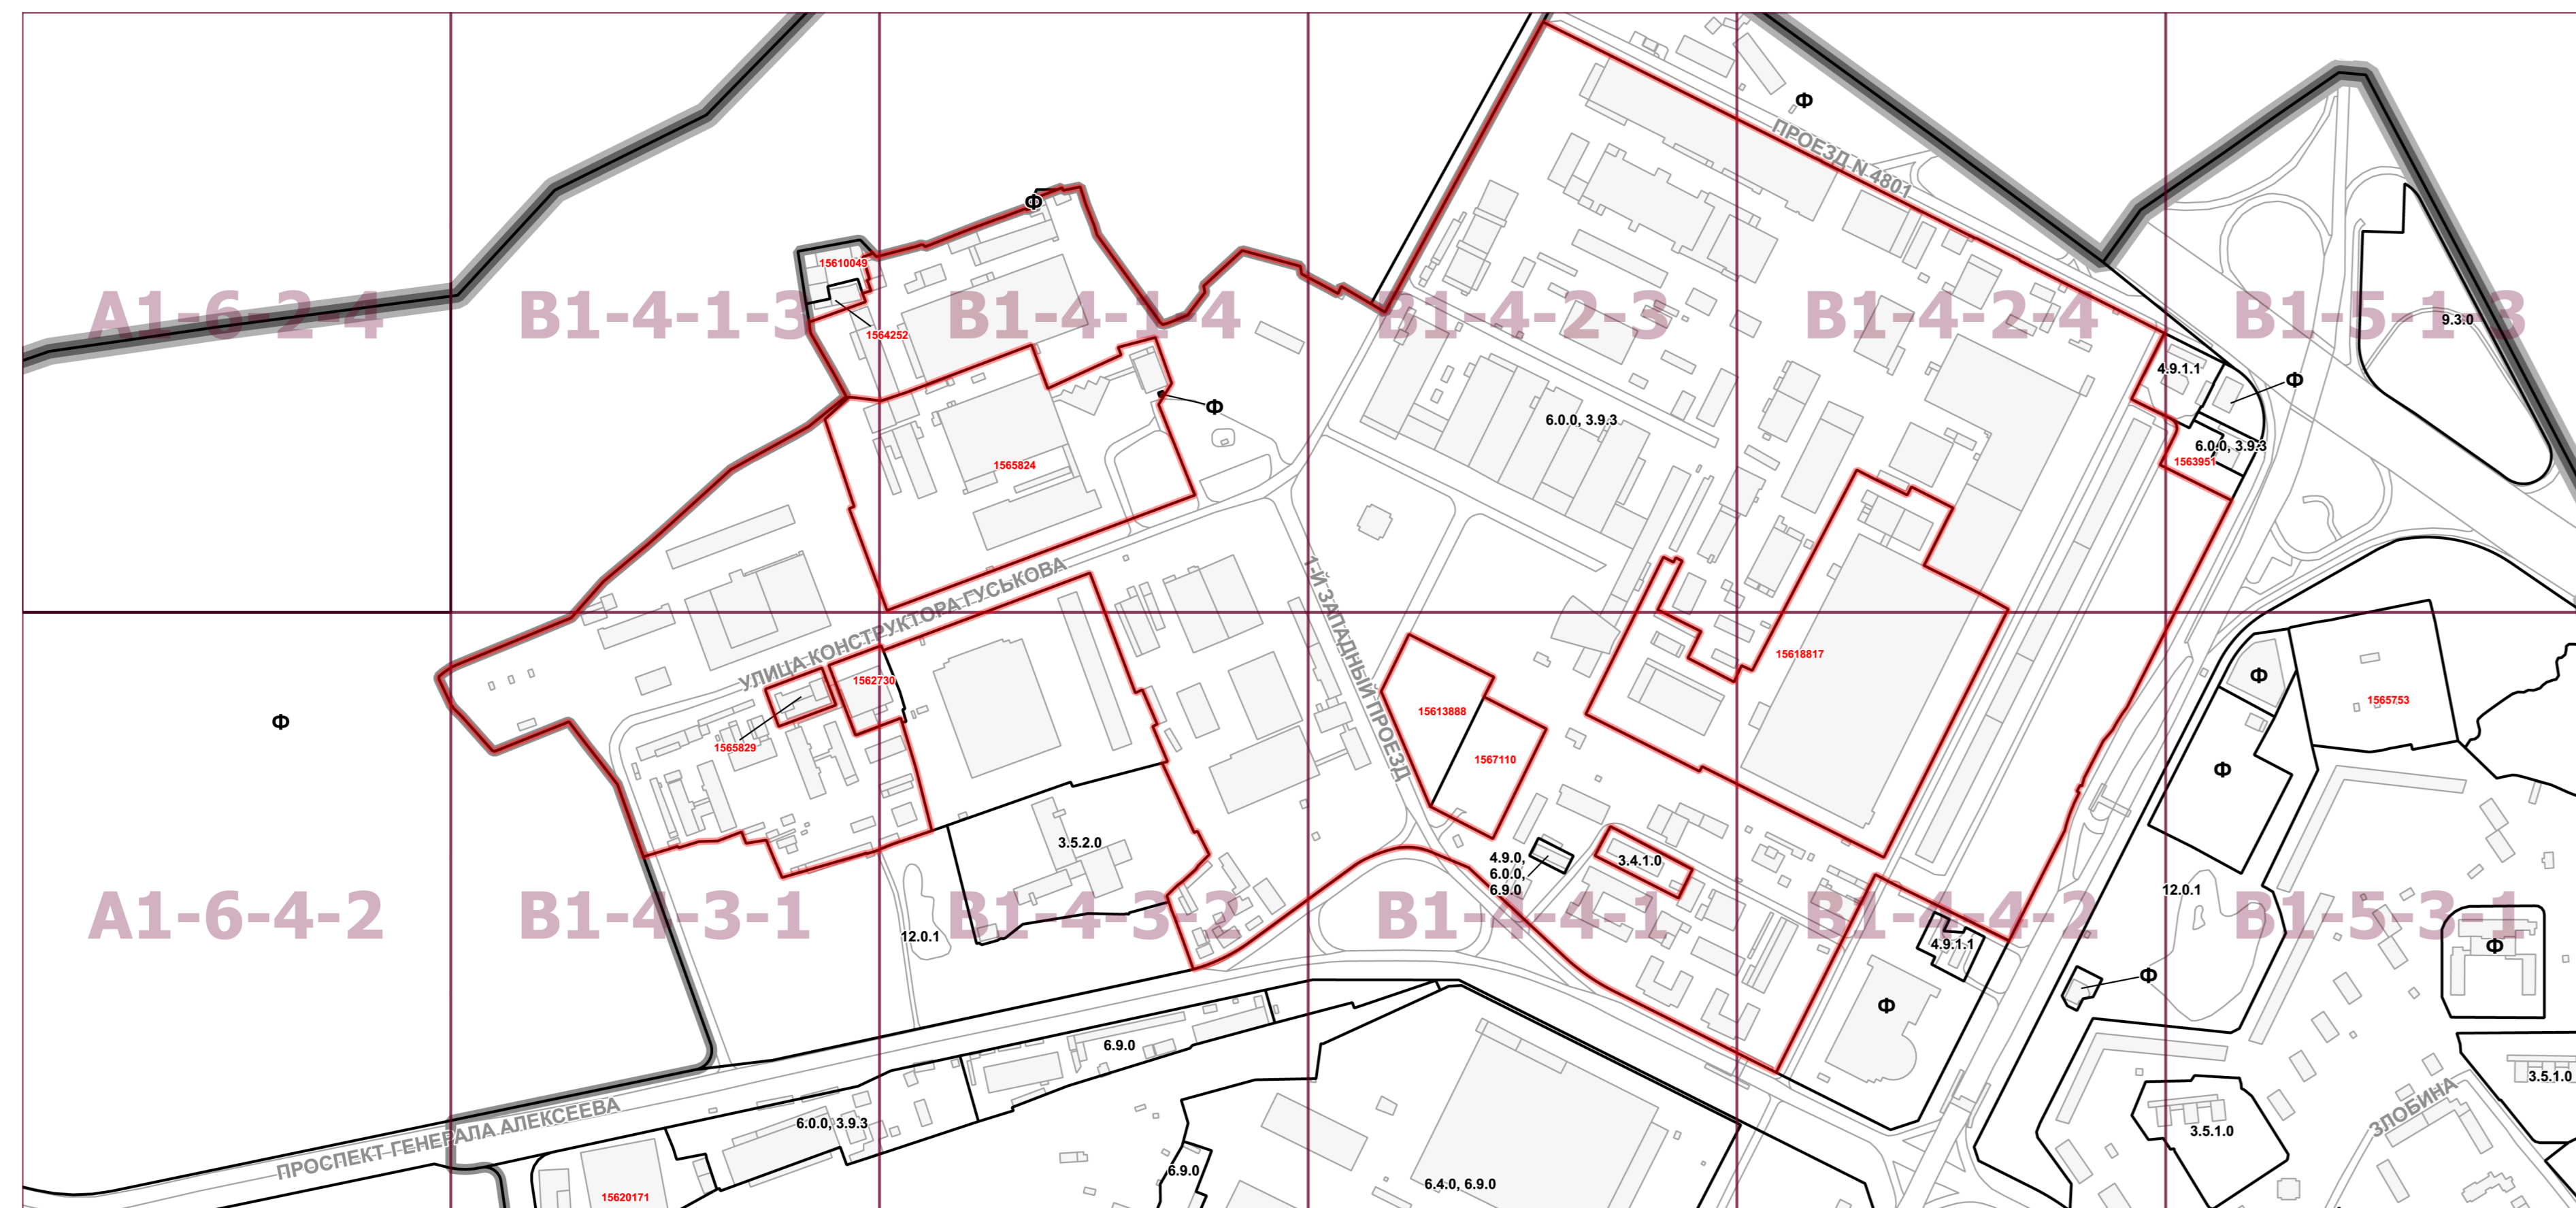 Ф
ПРОЕЗД N 4801
Ф
15610049
1564252
А1-6-2-4
В1-4-1-3
В1-4-1-4
В1-4-2-3
В1-4-2-4
В1-5-1-3
9.3.0
4.9.1.1
Ф
Ф
6.0.0, 3.9.3
6.0.0, 3.9.3
1563951
1565824
УЛИЦА КОНСТРУКТОРА ГУСЬКОВА
1-Й ЗАПАДНЫЙ ПРОЕЗД
15618817
1562730
Ф
1565753
15613888
Ф
1565829
1567110
Ф
3.5.2.0
4.9.0,
6.0.0,
6.9.0
3.4.1.0
12.0.1
А1-6-4-2
В1-4-3-1
В1-4-3-2
В1-4-4-1
В1-4-4-2
В1-5-3-1
12.0.1
4.9.1.1
Ф
Ф
Ф
6.9.0
3.5.1.0
ПРОСПЕКТ ГЕНЕРАЛА АЛЕКСЕЕВА
6.0.0, 3.9.3
ЗЛОБИНА
3.5.1.0
6.9.0
6.4.0, 6.9.0
15620171